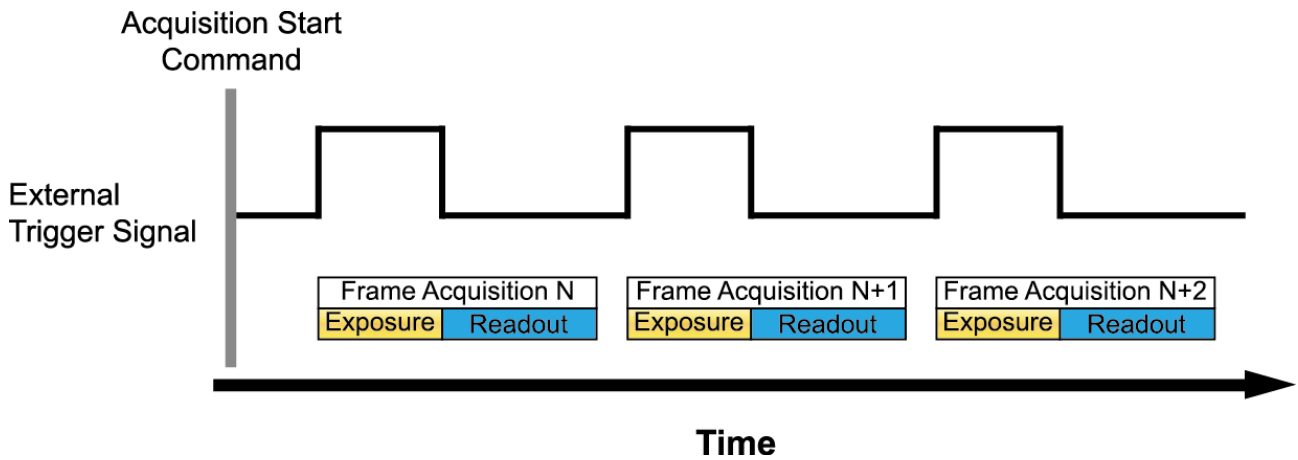 Acquisition Start
Command
External
Trigger Signal
Frame Acquisition N
Frame Acquisition N+1
Frame Acquisition N+2
Exposure
Readout
Exposure
Readout
Exposure
Readout
Time